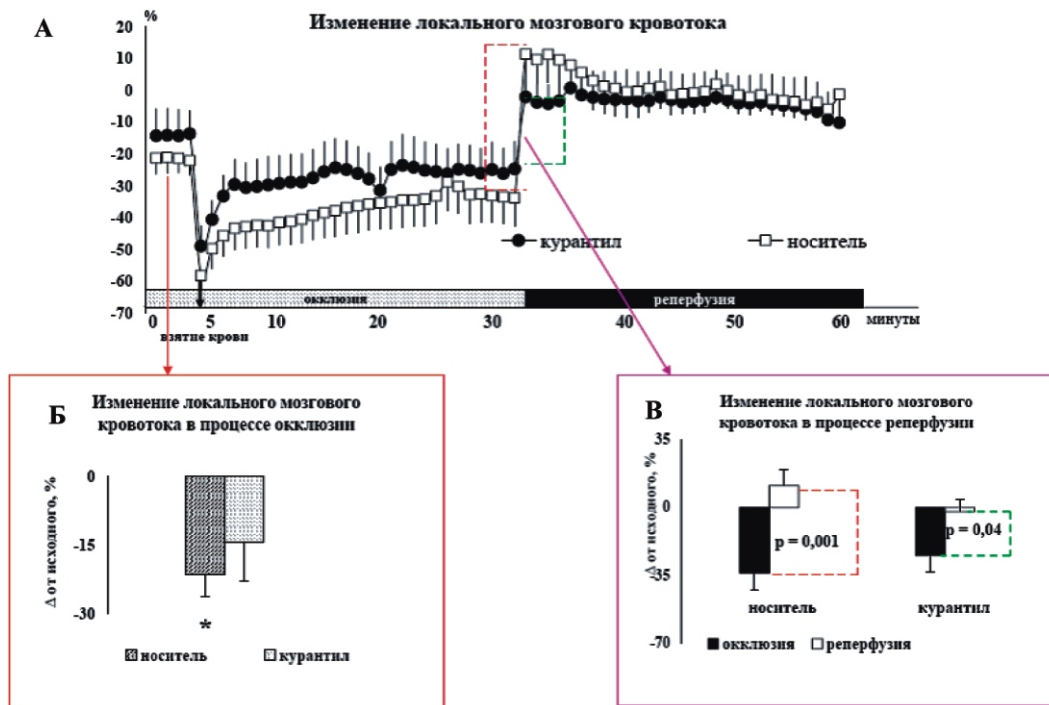 А
%
Изменение локального мозгового кровотока
20
10
0
-10
-20
-30
-40
-50
-60
-70
курантил
носитель
окклюзия
реперфузия
0
5
10
20
30
40
50
60
минуты
взятие крови
Б
Изменение локального мозгового
кровотока в процессе окклюзии
Δ от исходного, %
0
-15
-30
*
носитель
курантил
В
Изменение локального мозгового
кровотока в процессе реперфузии
Δ от исходного, %
35
0
-35
-70
p = 0,001
p = 0,04
носитель
курантил
окклюзия
реперфузия